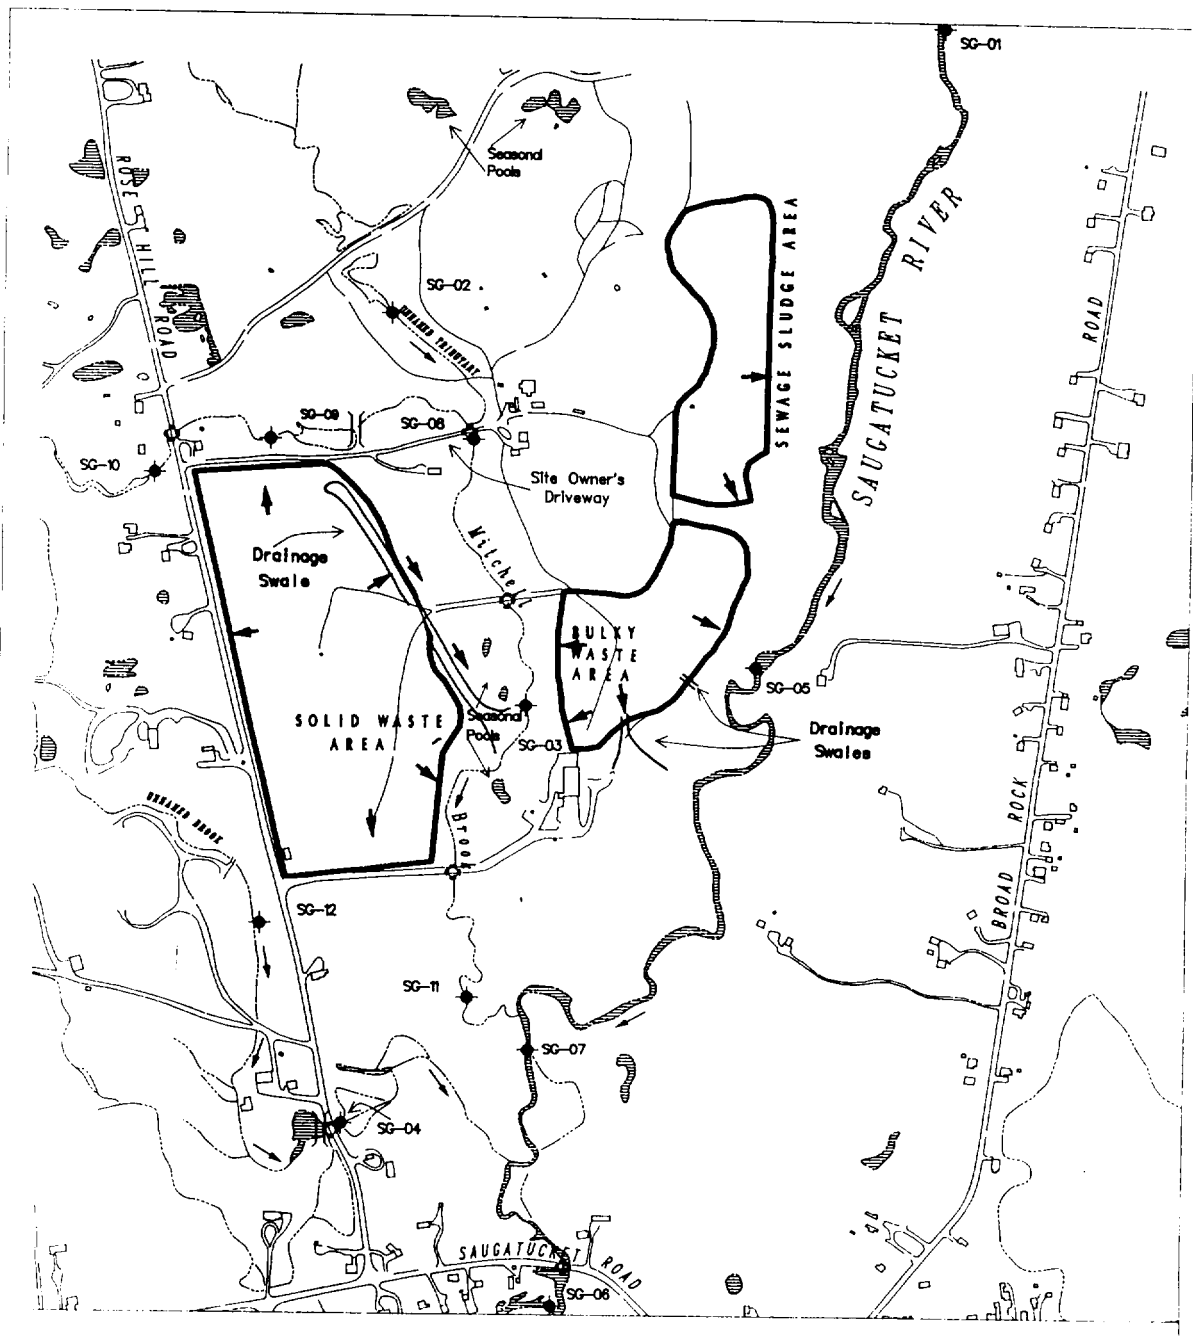 SG-01
Seasonal
Pools
ROSE HILL ROAD
SEWAGE SLUDGE AREA
SAUGATUCKET RIVER
SG-02
UNNAMED TRIBUTARY
SG-09
SG-08
SG-10
Site Owner's
Driveway
Drainage
Swale
Mitchell
BULKY
WASTE
AREA
SG-05
SOLID WASTE
AREA
Seasonal
Pools
SG-03
Drainage
Swales
UNNAMED BROOK
Brook
BROAD ROCK ROAD
SG-12
SG-11
SG-07
SG-04
SAUGATUCKET ROAD
SG-06